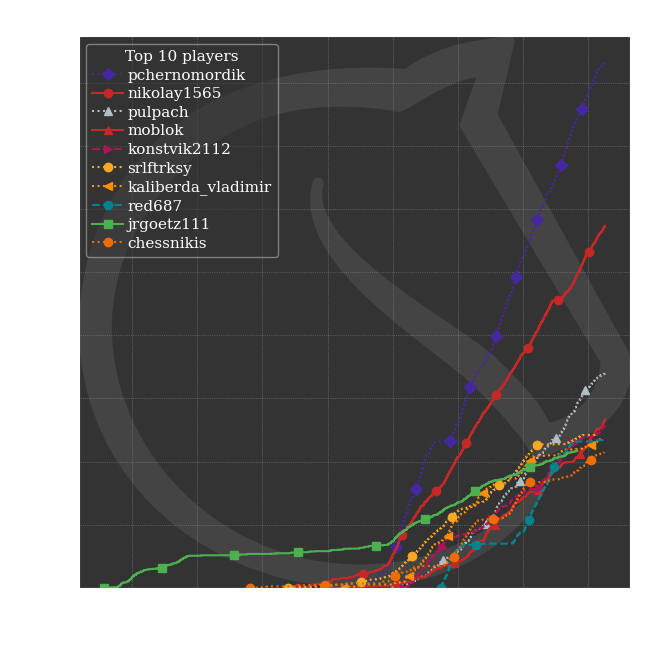 Top 10 players
pchernomordik
nikolay1565
pulpach
moblok
konstvik2112
srlftrksy
kaliberda_vladimir
red687
jrgoetz111
chessnikis